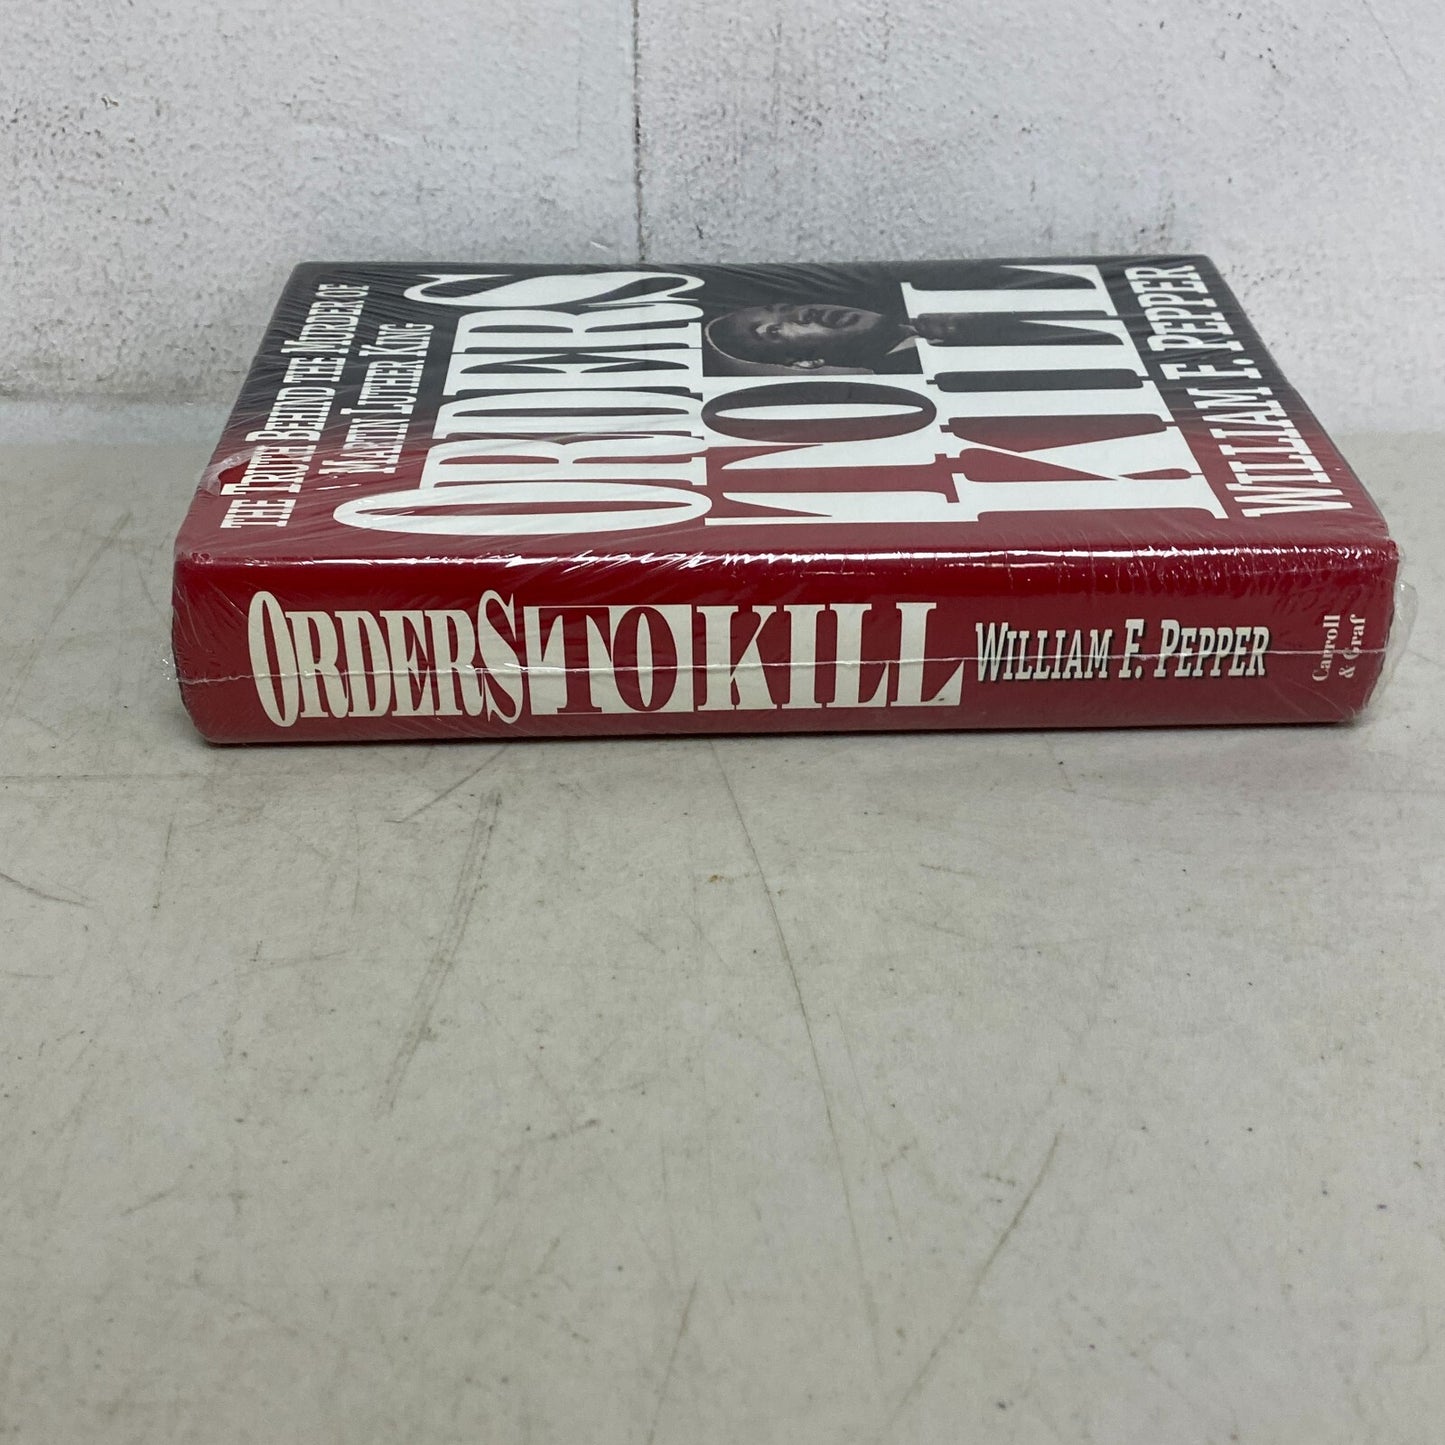 THE TRUTH BEHIND THE MURDER OF
MARTIN LUTHER KING
ORDERS
TO
KILL
WILLIAM F. PEPPER
ORDERS TO KILL WILLIAM F. PEPPER
Carroll
& Graf